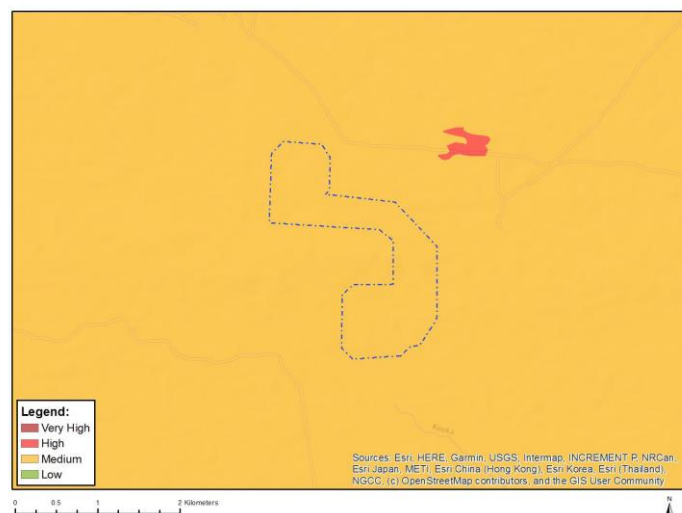 Legend:
Very High
High
Medium
Low
Sources: Esri, HERE, Garmin, USGS, Intermap, INCREMENT P, NRCan,
Esri Japan, METI, Esri China (Hong Kong), Esri Korea, Esri (Thailand),
NGCC, (c) OpenStreetMap contributors, and the GIS User Community
0 0.5 1 2 Kilometers
N